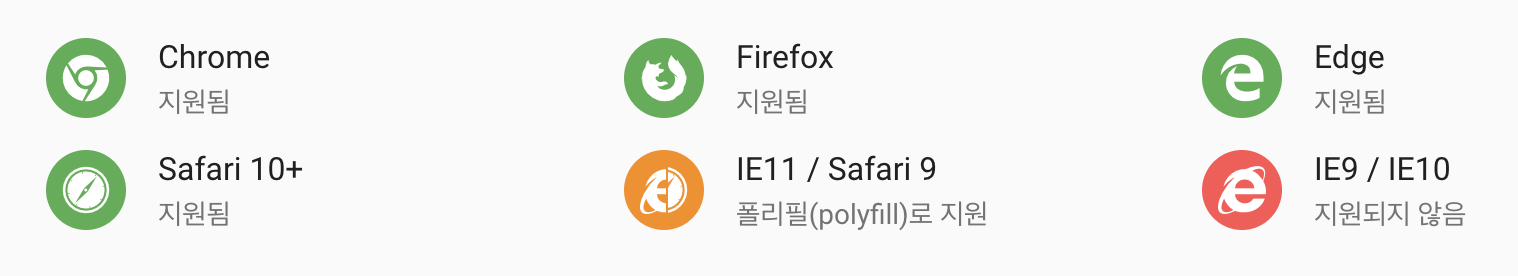 Chrome
지원됨
Firefox
지원됨
Edge
지원됨
Safari 10+
지원됨
IE11 / Safari 9
폴리필(polyfill)로 지원
IE9 / IE10
지원되지 않음